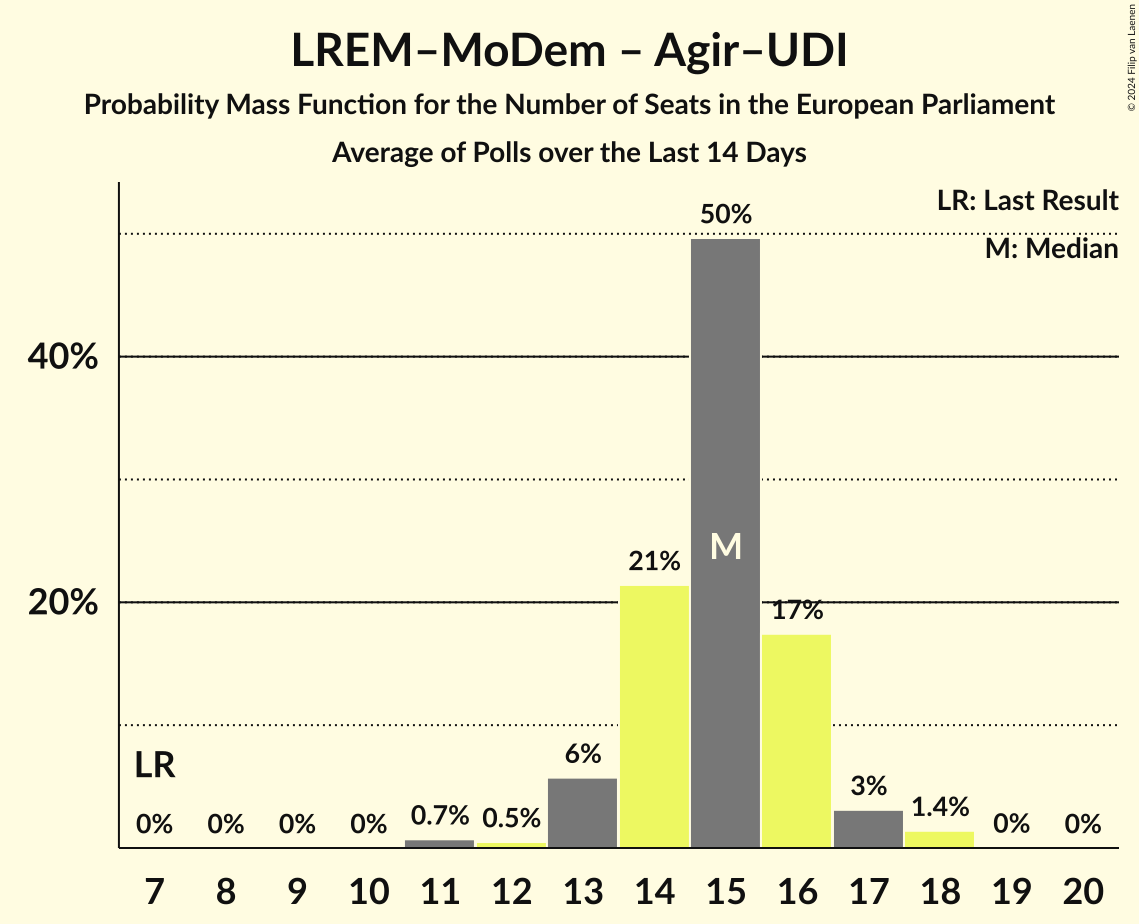 LREM–MoDem – Agir–UDI
Probability Mass Function for the Number of Seats in the European Parliament
Average of Polls over the Last 14 Days
© 2024 Filip van Laenen
LR: Last Result
M: Median
50%
40%
M
21%
20%
17%
LR
6%
3%
0%
0%
0%
0%
0.7%
0.5%
1.4%
0%
0%
7 8 9 10 11 12 13 14 15 16 17 18 19 20